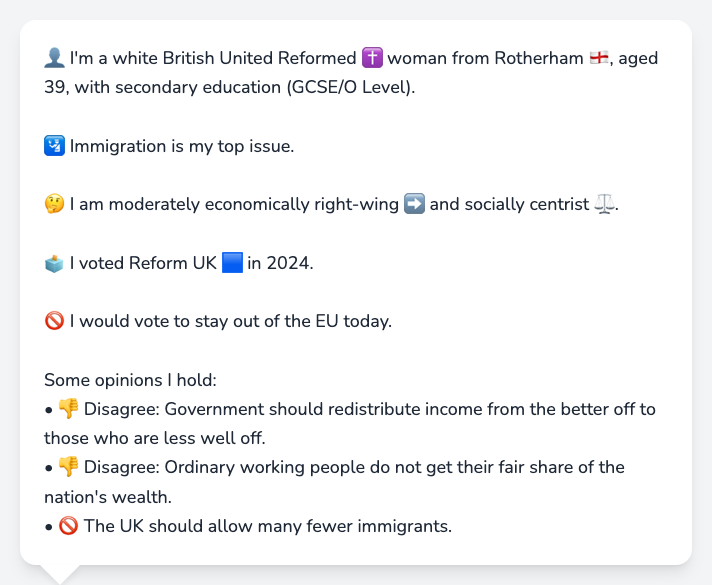 👤 I'm a white British United Reformed ✝️ woman from Rotherham 🏴󠁧󠁢󠁥󠁮󠁧󠁿, aged
39, with secondary education (GCSE/O Level).
🛂 Immigration is my top issue.
🤔 I am moderately economically right-wing ➡️ and socially centrist ⚖️.
🗳️ I voted Reform UK 🟦 in 2024.
🚫 I would vote to stay out of the EU today.
Some opinions I hold:
• 👎 Disagree: Government should redistribute income from the better off to
those who are less well off.
• 👎 Disagree: Ordinary working people do not get their fair share of the
nation's wealth.
• 🚫 The UK should allow many fewer immigrants.